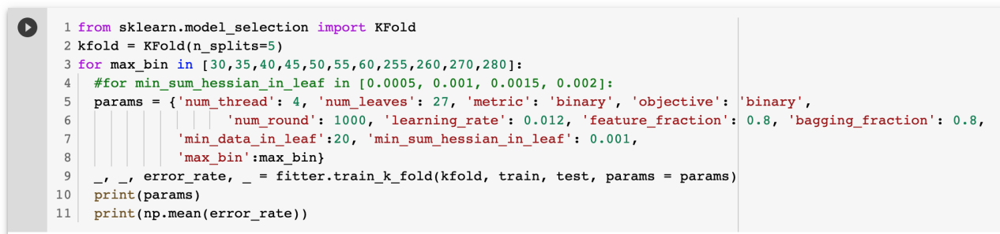 1 from sklearn.model_selection import KFold
2 kfold = KFold(n_splits=5)
3 for max_bin in [30,35,40,45,50,55,60,255,260,270,280]:
4   #for min_sum_hessian_in_leaf in [0.0005, 0.001, 0.0015, 0.002]:
5   params = {'num_thread': 4, 'num_leaves': 27, 'metric': 'binary', 'objective': 'binary',
6                   'num_round': 1000, 'learning_rate': 0.012, 'feature_fraction': 0.8, 'bagging_fraction': 0.8,
7             'min_data_in_leaf':20, 'min_sum_hessian_in_leaf': 0.001,
8             'max_bin':max_bin}
9   _, _, error_rate, _ = fitter.train_k_fold(kfold, train, test, params = params)
10   print(params)
11   print(np.mean(error_rate))